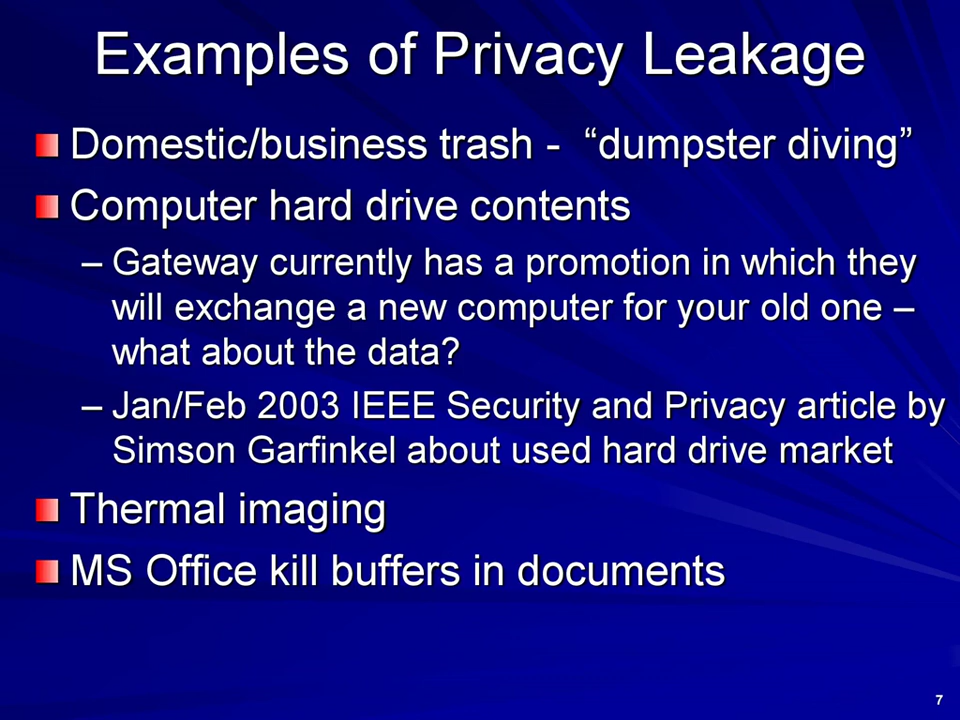 Examples of Privacy Leakage
Domestic/business trash - “dumpster diving”
Computer hard drive contents
– Gateway currently has a promotion in which they
will exchange a new computer for your old one –
what about the data?
– Jan/Feb 2003 IEEE Security and Privacy article by
Simson Garfinkel about used hard drive market
Thermal imaging
MS Office kill buffers in documents
7